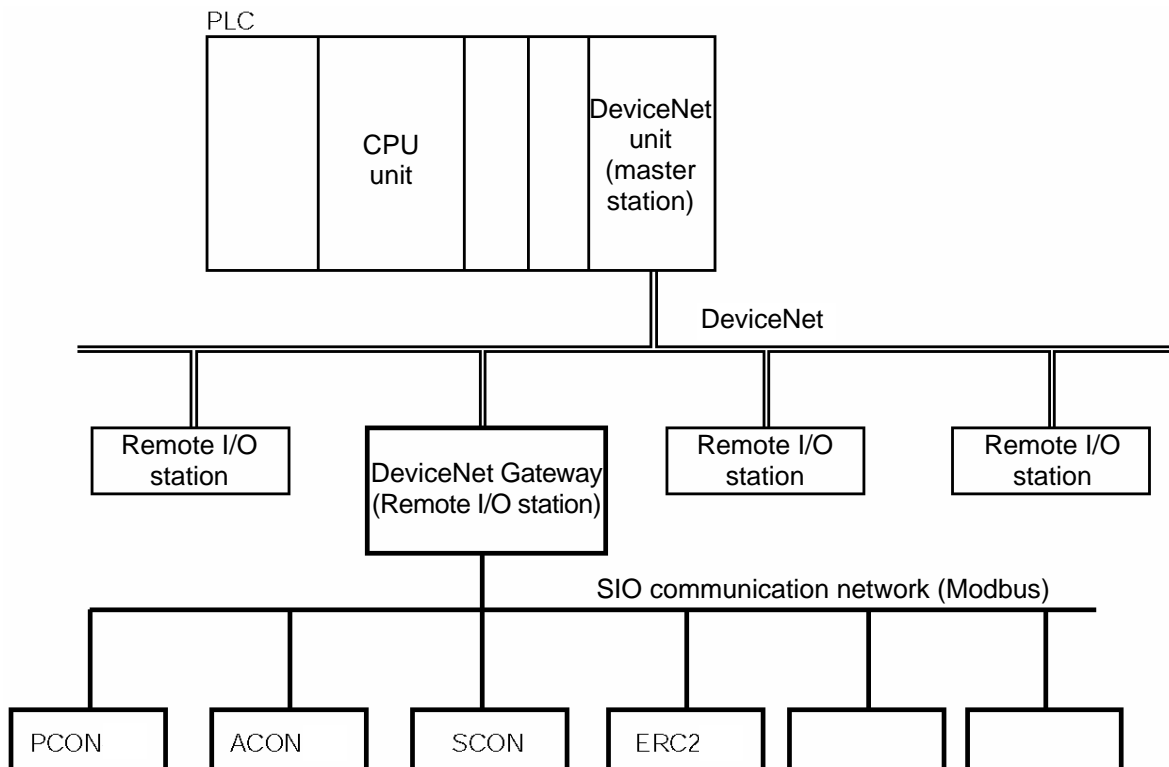 PLC
CPU
unit
DeviceNet
unit
(master
station)
DeviceNet
Remote I/O
station
DeviceNet Gateway
(Remote I/O station)
Remote I/O
station
Remote I/O
station
SIO communication network (Modbus)
PCON
ACON
SCON
ERC2